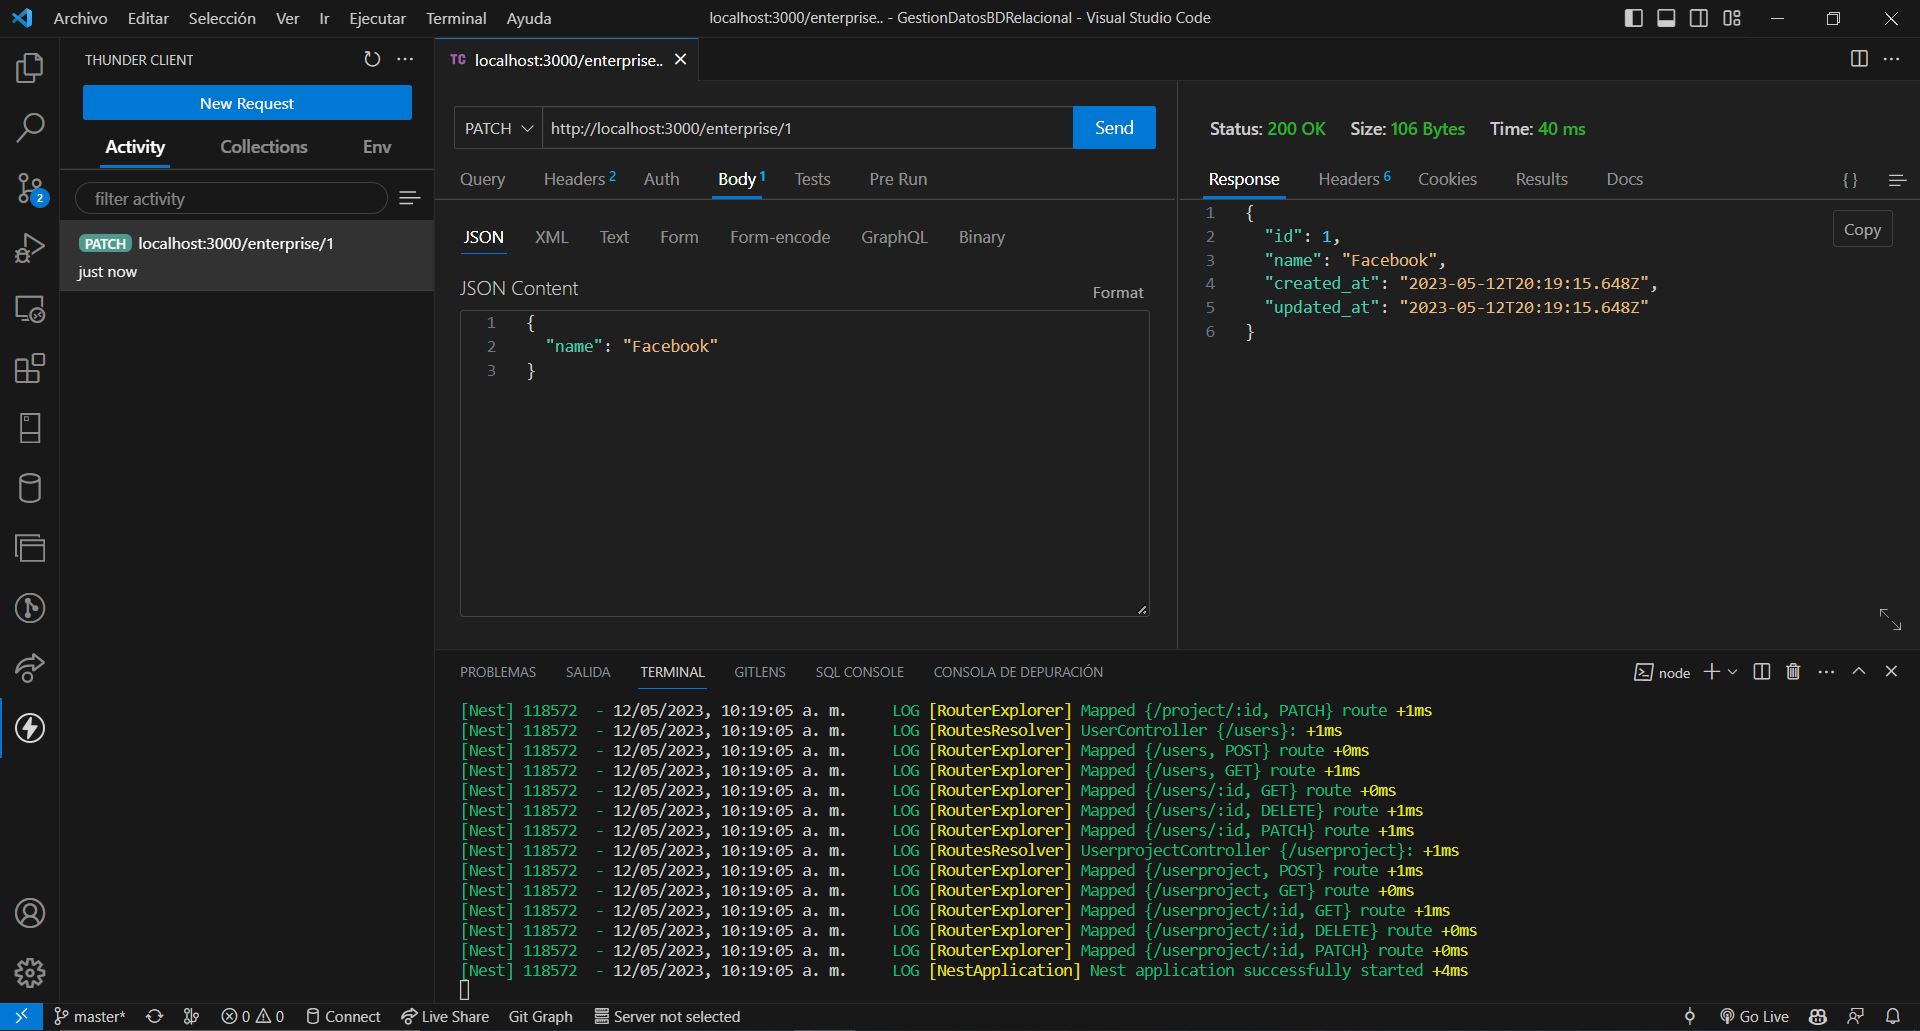 Archivo Editar Selección Ver Ir Ejecutar Terminal Ayuda localhost:3000/enterprise.. - GestionDatosBDRelacional - Visual Studio Code
THUNDER CLIENT
New Request
Activity Collections Env
filter activity
PATCH localhost:3000/enterprise/1
just now
2
TC localhost:3000/enterprise..
PATCH http://localhost:3000/enterprise/1 Send
Query Headers 2 Auth Body 1 Tests Pre Run
JSON XML Text Form Form-encode GraphQL Binary
JSON Content Format
1 {
2 "name": "Facebook"
3 }
Status: 200 OK Size: 106 Bytes Time: 40 ms
Response Headers 6 Cookies Results Docs { }
Copy
1 {
2 "id": 1,
3 "name": "Facebook",
4 "created_at": "2023-05-12T20:19:15.648Z",
5 "updated_at": "2023-05-12T20:19:15.648Z"
6 }
PROBLEMAS SALIDA TERMINAL GITLENS SQL CONSOLE CONSOLA DE DEPURACIÓN node
[Nest] 118572 - 12/05/2023, 10:19:05 a. m. LOG [RouterExplorer] Mapped {/project/:id, PATCH} route +1ms
[Nest] 118572 - 12/05/2023, 10:19:05 a. m. LOG [RoutesResolver] UserController {/users}: +1ms
[Nest] 118572 - 12/05/2023, 10:19:05 a. m. LOG [RouterExplorer] Mapped {/users, POST} route +0ms
[Nest] 118572 - 12/05/2023, 10:19:05 a. m. LOG [RouterExplorer] Mapped {/users, GET} route +1ms
[Nest] 118572 - 12/05/2023, 10:19:05 a. m. LOG [RouterExplorer] Mapped {/users/:id, GET} route +0ms
[Nest] 118572 - 12/05/2023, 10:19:05 a. m. LOG [RouterExplorer] Mapped {/users/:id, DELETE} route +1ms
[Nest] 118572 - 12/05/2023, 10:19:05 a. m. LOG [RouterExplorer] Mapped {/users/:id, PATCH} route +1ms
[Nest] 118572 - 12/05/2023, 10:19:05 a. m. LOG [RoutesResolver] UserprojectController {/userproject}: +1ms
[Nest] 118572 - 12/05/2023, 10:19:05 a. m. LOG [RouterExplorer] Mapped {/userproject, POST} route +1ms
[Nest] 118572 - 12/05/2023, 10:19:05 a. m. LOG [RouterExplorer] Mapped {/userproject, GET} route +0ms
[Nest] 118572 - 12/05/2023, 10:19:05 a. m. LOG [RouterExplorer] Mapped {/userproject/:id, GET} route +1ms
[Nest] 118572 - 12/05/2023, 10:19:05 a. m. LOG [RouterExplorer] Mapped {/userproject/:id, DELETE} route +0ms
[Nest] 118572 - 12/05/2023, 10:19:05 a. m. LOG [RouterExplorer] Mapped {/userproject/:id, PATCH} route +0ms
[Nest] 118572 - 12/05/2023, 10:19:05 a. m. LOG [NestApplication] Nest application successfully started +4ms
master* 0 0 Connect Live Share Git Graph Server not selected Go Live